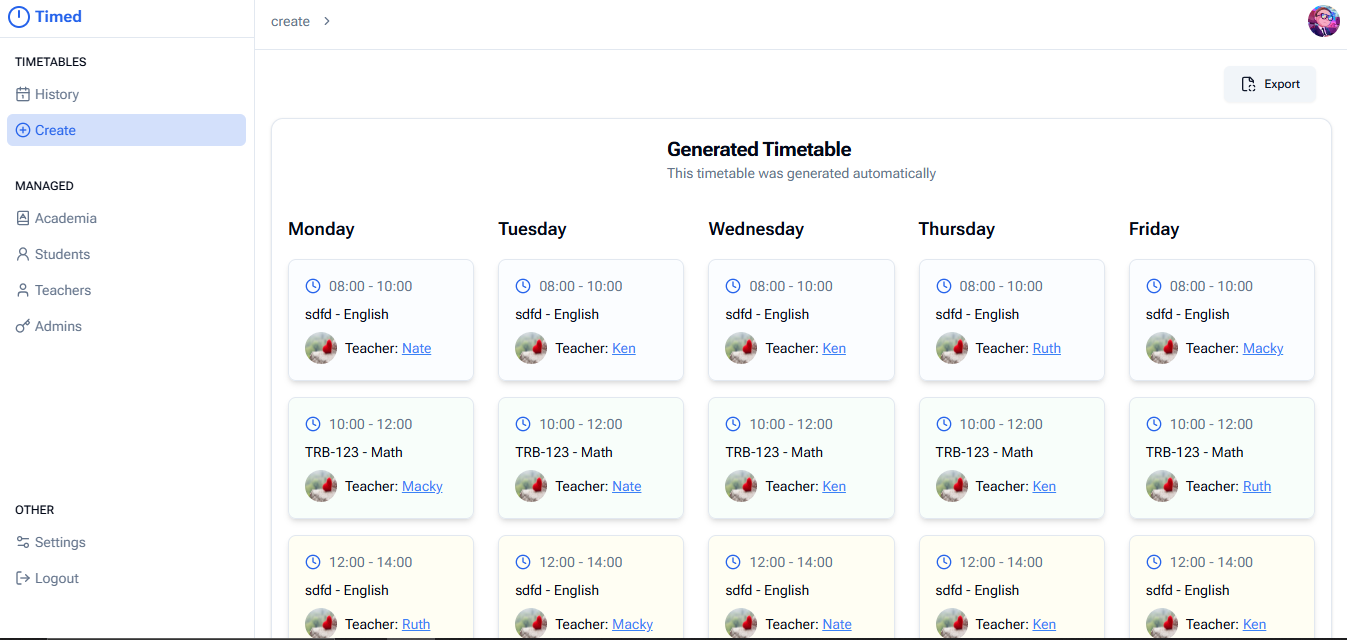 Timed
TIMETABLES
History
Create
MANAGED
Academia
Students
Teachers
Admins
OTHER
Settings
Logout
create
Export
Generated Timetable
This timetable was generated automatically
Monday
08:00 - 10:00
sdfd - English
Teacher: Nate
10:00 - 12:00
TRB-123 - Math
Teacher: Macky
12:00 - 14:00
sdfd - English
Teacher: Ruth
Tuesday
08:00 - 10:00
sdfd - English
Teacher: Ken
10:00 - 12:00
TRB-123 - Math
Teacher: Nate
12:00 - 14:00
sdfd - English
Teacher: Macky
Wednesday
08:00 - 10:00
sdfd - English
Teacher: Ken
10:00 - 12:00
TRB-123 - Math
Teacher: Ken
12:00 - 14:00
sdfd - English
Teacher: Nate
Thursday
08:00 - 10:00
sdfd - English
Teacher: Ruth
10:00 - 12:00
TRB-123 - Math
Teacher: Ken
12:00 - 14:00
sdfd - English
Teacher: Ken
Friday
08:00 - 10:00
sdfd - English
Teacher: Macky
10:00 - 12:00
TRB-123 - Math
Teacher: Ruth
12:00 - 14:00
sdfd - English
Teacher: Ken